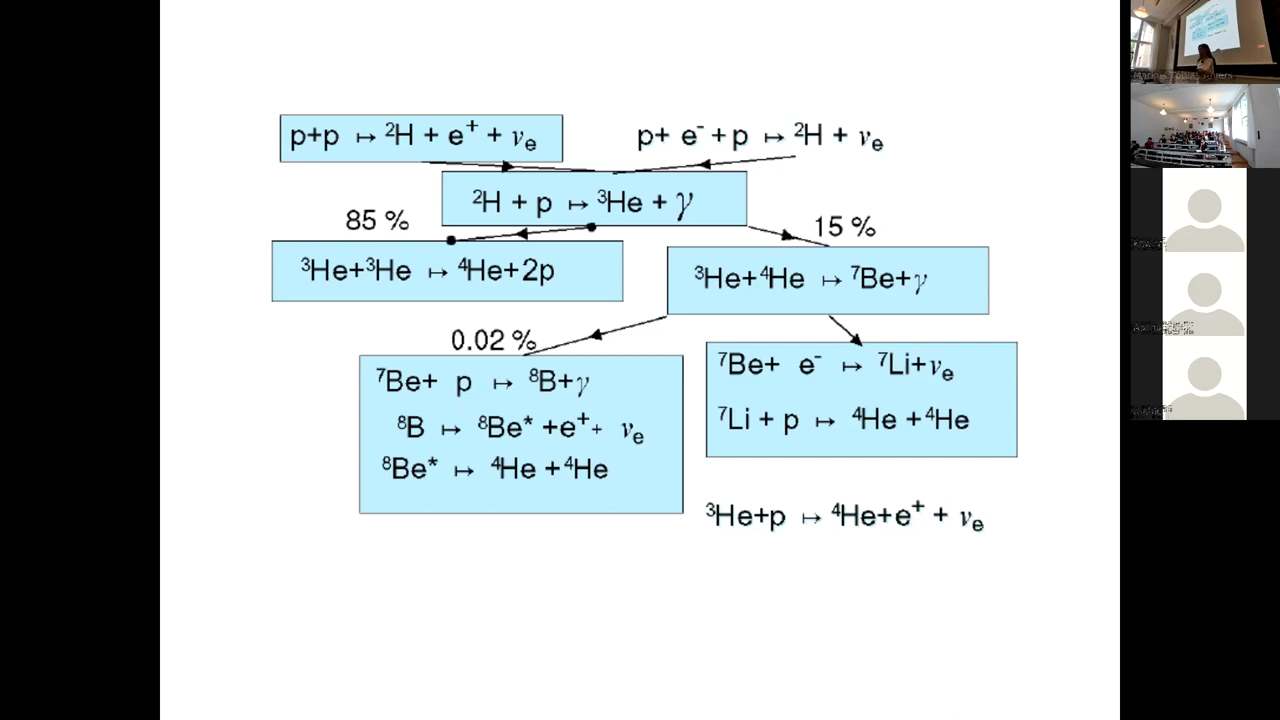 p+p ↦ ²H + e⁺ + νₑ
p+ e⁻ +p ↦ ²H + νₑ
²H + p ↦ ³He + γ
85 %
15 %
³He+³He ↦ ⁴He+2p
³He+⁴He ↦ ⁷Be+γ
0.02 %
⁷Be+ p ↦ ⁸B+γ
⁸B ↦ ⁸Be* +e⁺+ νₑ
⁸Be* ↦ ⁴He +⁴He
⁷Be+ e⁻ ↦ ⁷Li+νₑ
⁷Li + p ↦ ⁴He +⁴He
³He+p ↦ ⁴He+e⁺ + νₑ